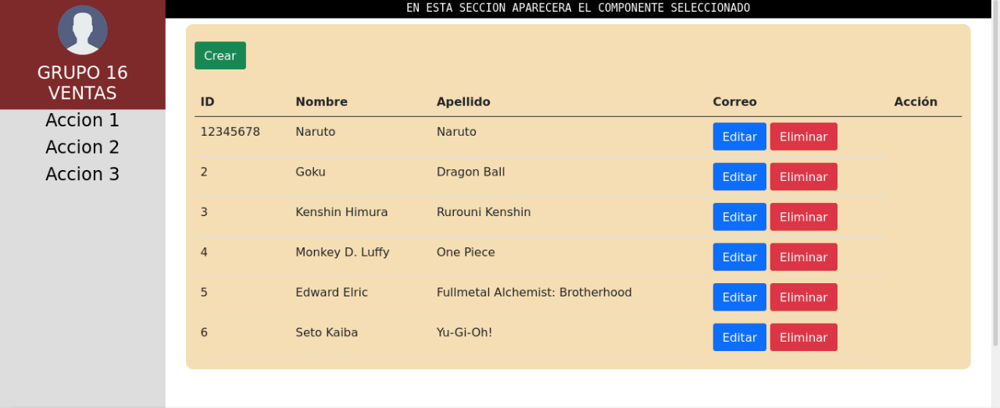 EN ESTA SECCION APARECERA EL COMPONENTE SELECCIONADO
GRUPO 16
VENTAS
Accion 1
Accion 2
Accion 3
Crear
ID Nombre Apellido Correo Acción
12345678 Naruto Naruto Editar Eliminar
2 Goku Dragon Ball Editar Eliminar
3 Kenshin Himura Rurouni Kenshin Editar Eliminar
4 Monkey D. Luffy One Piece Editar Eliminar
5 Edward Elric Fullmetal Alchemist: Brotherhood Editar Eliminar
6 Seto Kaiba Yu-Gi-Oh! Editar Eliminar